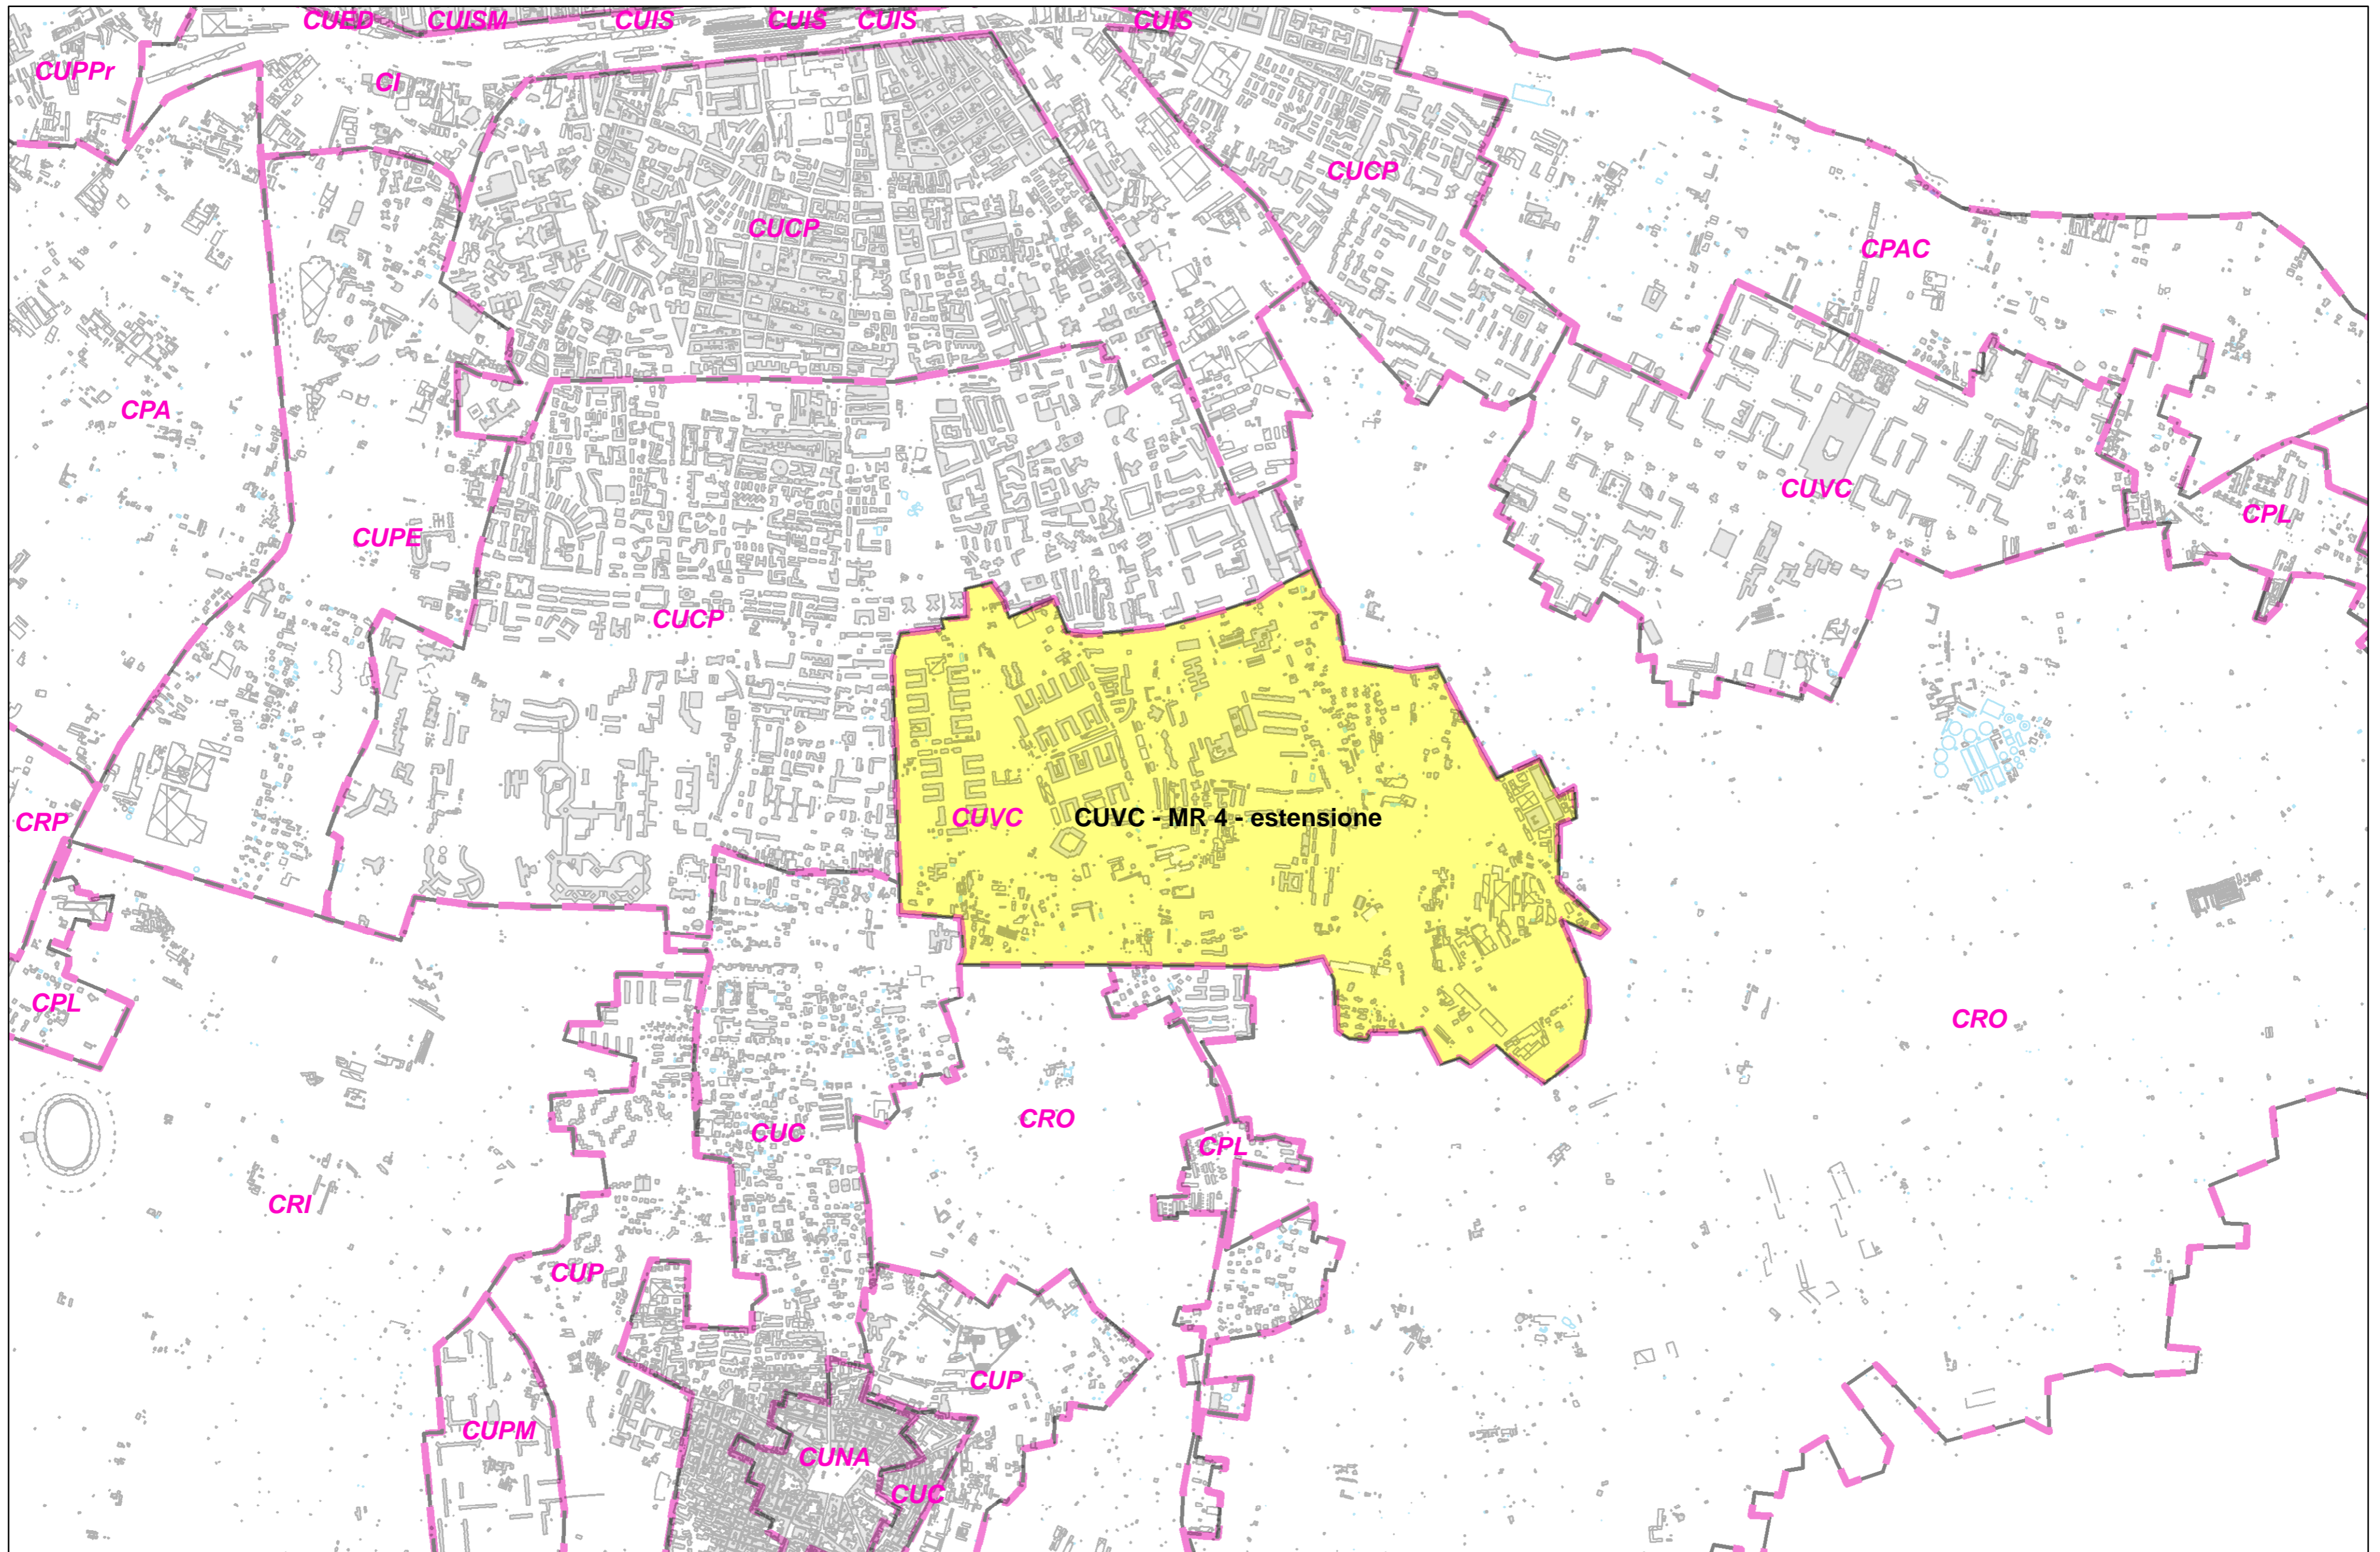 CUED CUISM CUIS CUIS CUIS CUIS
CUPPr
CI
CUCP
CUCP
CPAC
CPA
CUVC
CPL
CUPE
CUCP
CRP
CUVC
CUVC - MR 4 - estensione
CPL
CRO
CRO
CUC
CPL
CRI
CUP
CUP
CUPM
CUNA
CUC